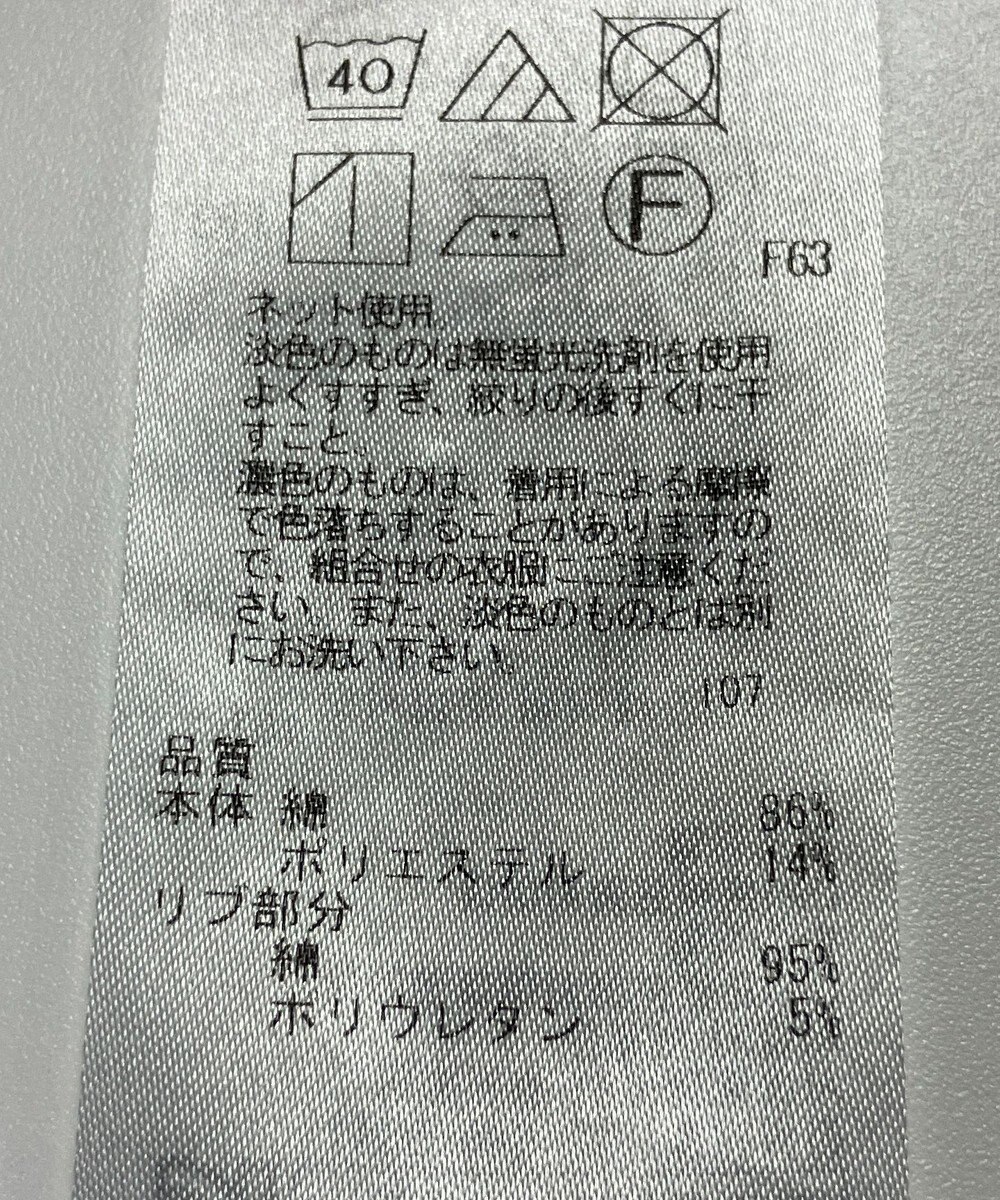 40
F
F63
ネット使用
淡色のものは無蛍光洗剤を使用
よくすすぎ、絞りの後すぐに干
すこと。
濃色のものは、着用による摩擦
で色落ちすることがありますの
で、組合せの衣服にご注意くだ
さい。また、淡色のものとは別
にお洗い下さい。
107
品質
本体 綿 86%
ポリエステル 14%
リブ部分
綿 95%
ポリウレタン 5%